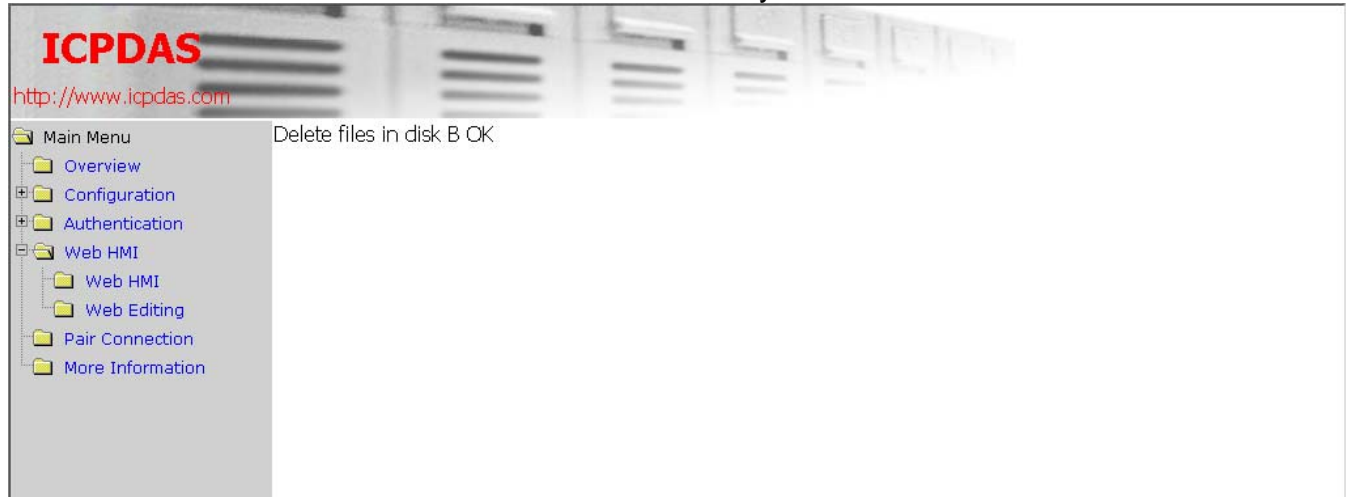 ICPDAS
http://www.icpdas.com
Main Menu
Overview
Configuration
Authentication
Web HMI
Web HMI
Web Editing
Pair Connection
More Information
Delete files in disk B OK